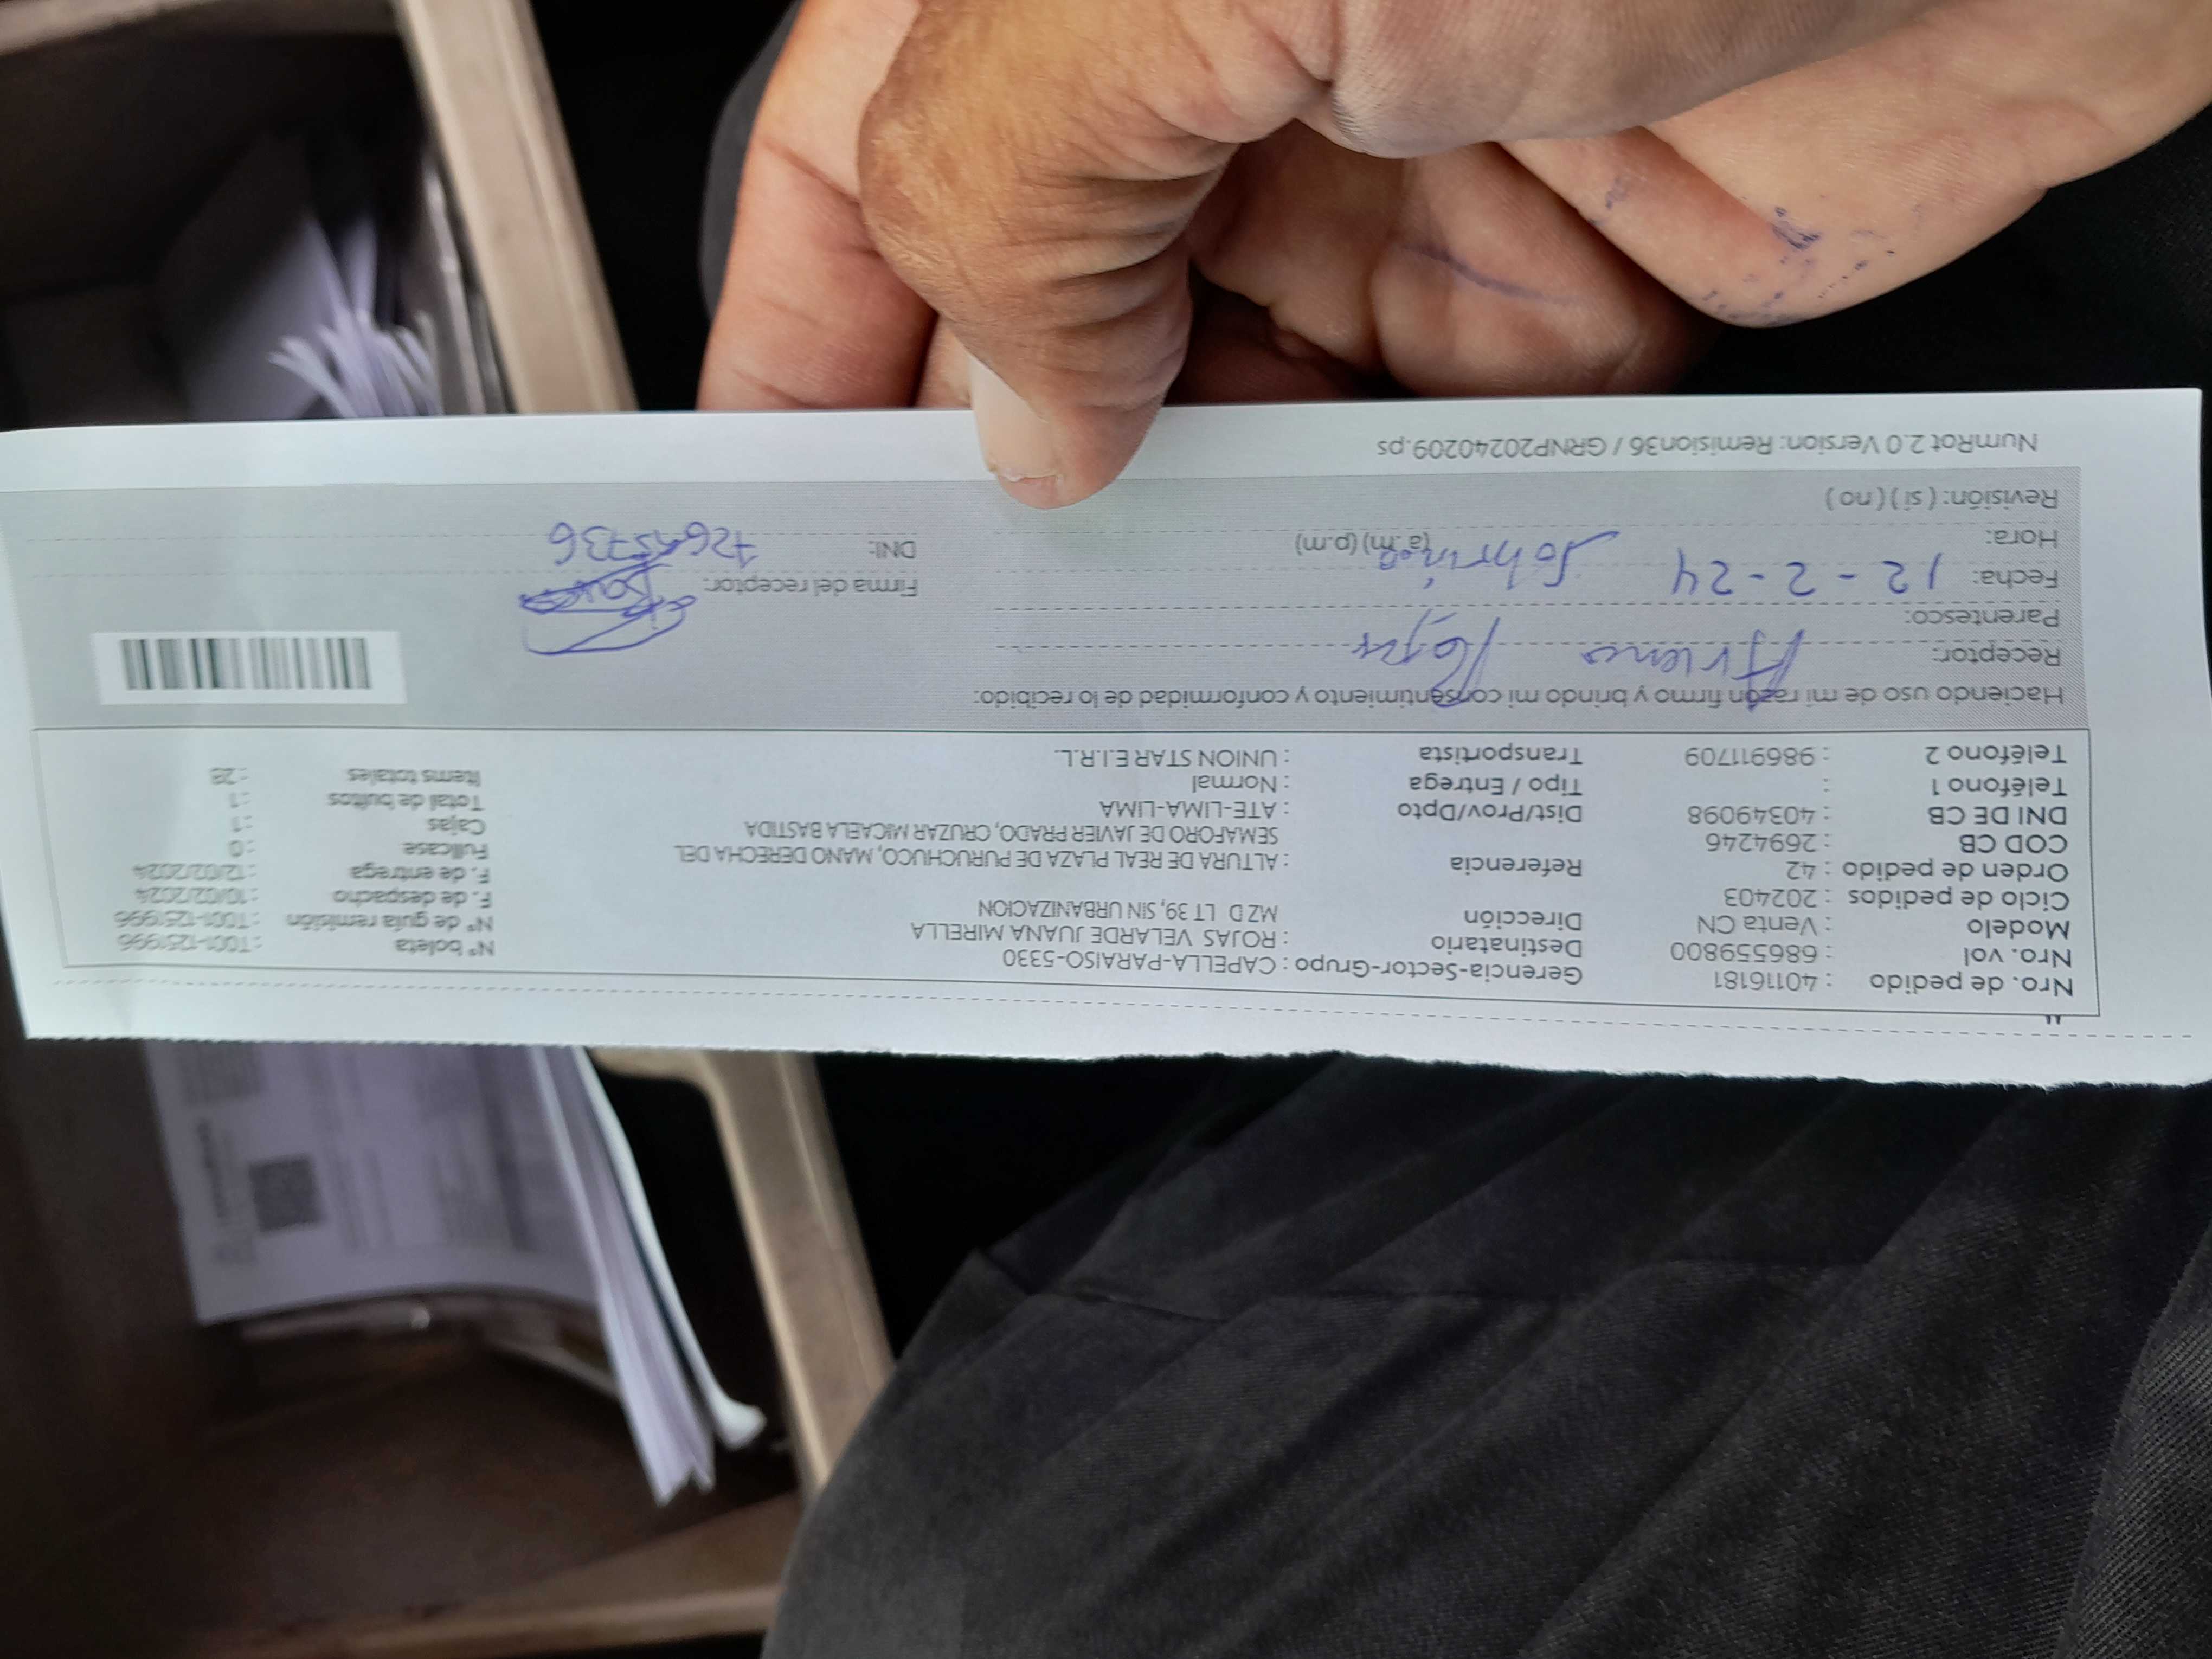 Nro. de pedido : 40116181
Nro. vol : 686559800
Modelo : Venta CN
Ciclo de pedidos : 202403
Orden de pedido : 42
COD CB : 2694246
DNI DE CB : 40349098
Teléfono 1 :
Teléfono 2 : 986911709
Gerencia-Sector-Grupo : CAPELLA-PARAISO-5330
Destinatario : ROJAS VELARDE JUANA MIRELLA
Dirección MZ D LT 39, SIN URBANIZACION
Referencia : ALTURA DE REAL PLAZA DE PURUCHUCO, MANO DERECHA DEL
SEMAFORO DE JAVIER PRADO, CRUZAR MICAELA BASTIDA
Dist/Prov/Dpto : ATE-LIMA-LIMA
Tipo / Entrega : Normal
Transportista : UNION STAR E.I.R.L.
N° boleta : T001-1251996
N° de guía remisión : T001-1251996
F. de despacho : 10/02/2024
F. de entrega : 12/02/2024
Fullcase : 0
Cajas : 1
Total de bultos : 1
Items totales : 28
Haciendo uso de mi razón firmo y brindo mi consentimiento y conformidad de lo recibido:
Receptor: Rojas
Parentesco:
Fecha: 12-2-24 Sobrina
Hora: (a.m) (p.m)
Revisión: ( si ) ( no )
Firma del receptor:
DNI:
NumRot 2.0 Version: Remision36 / GRNP20240209.ps